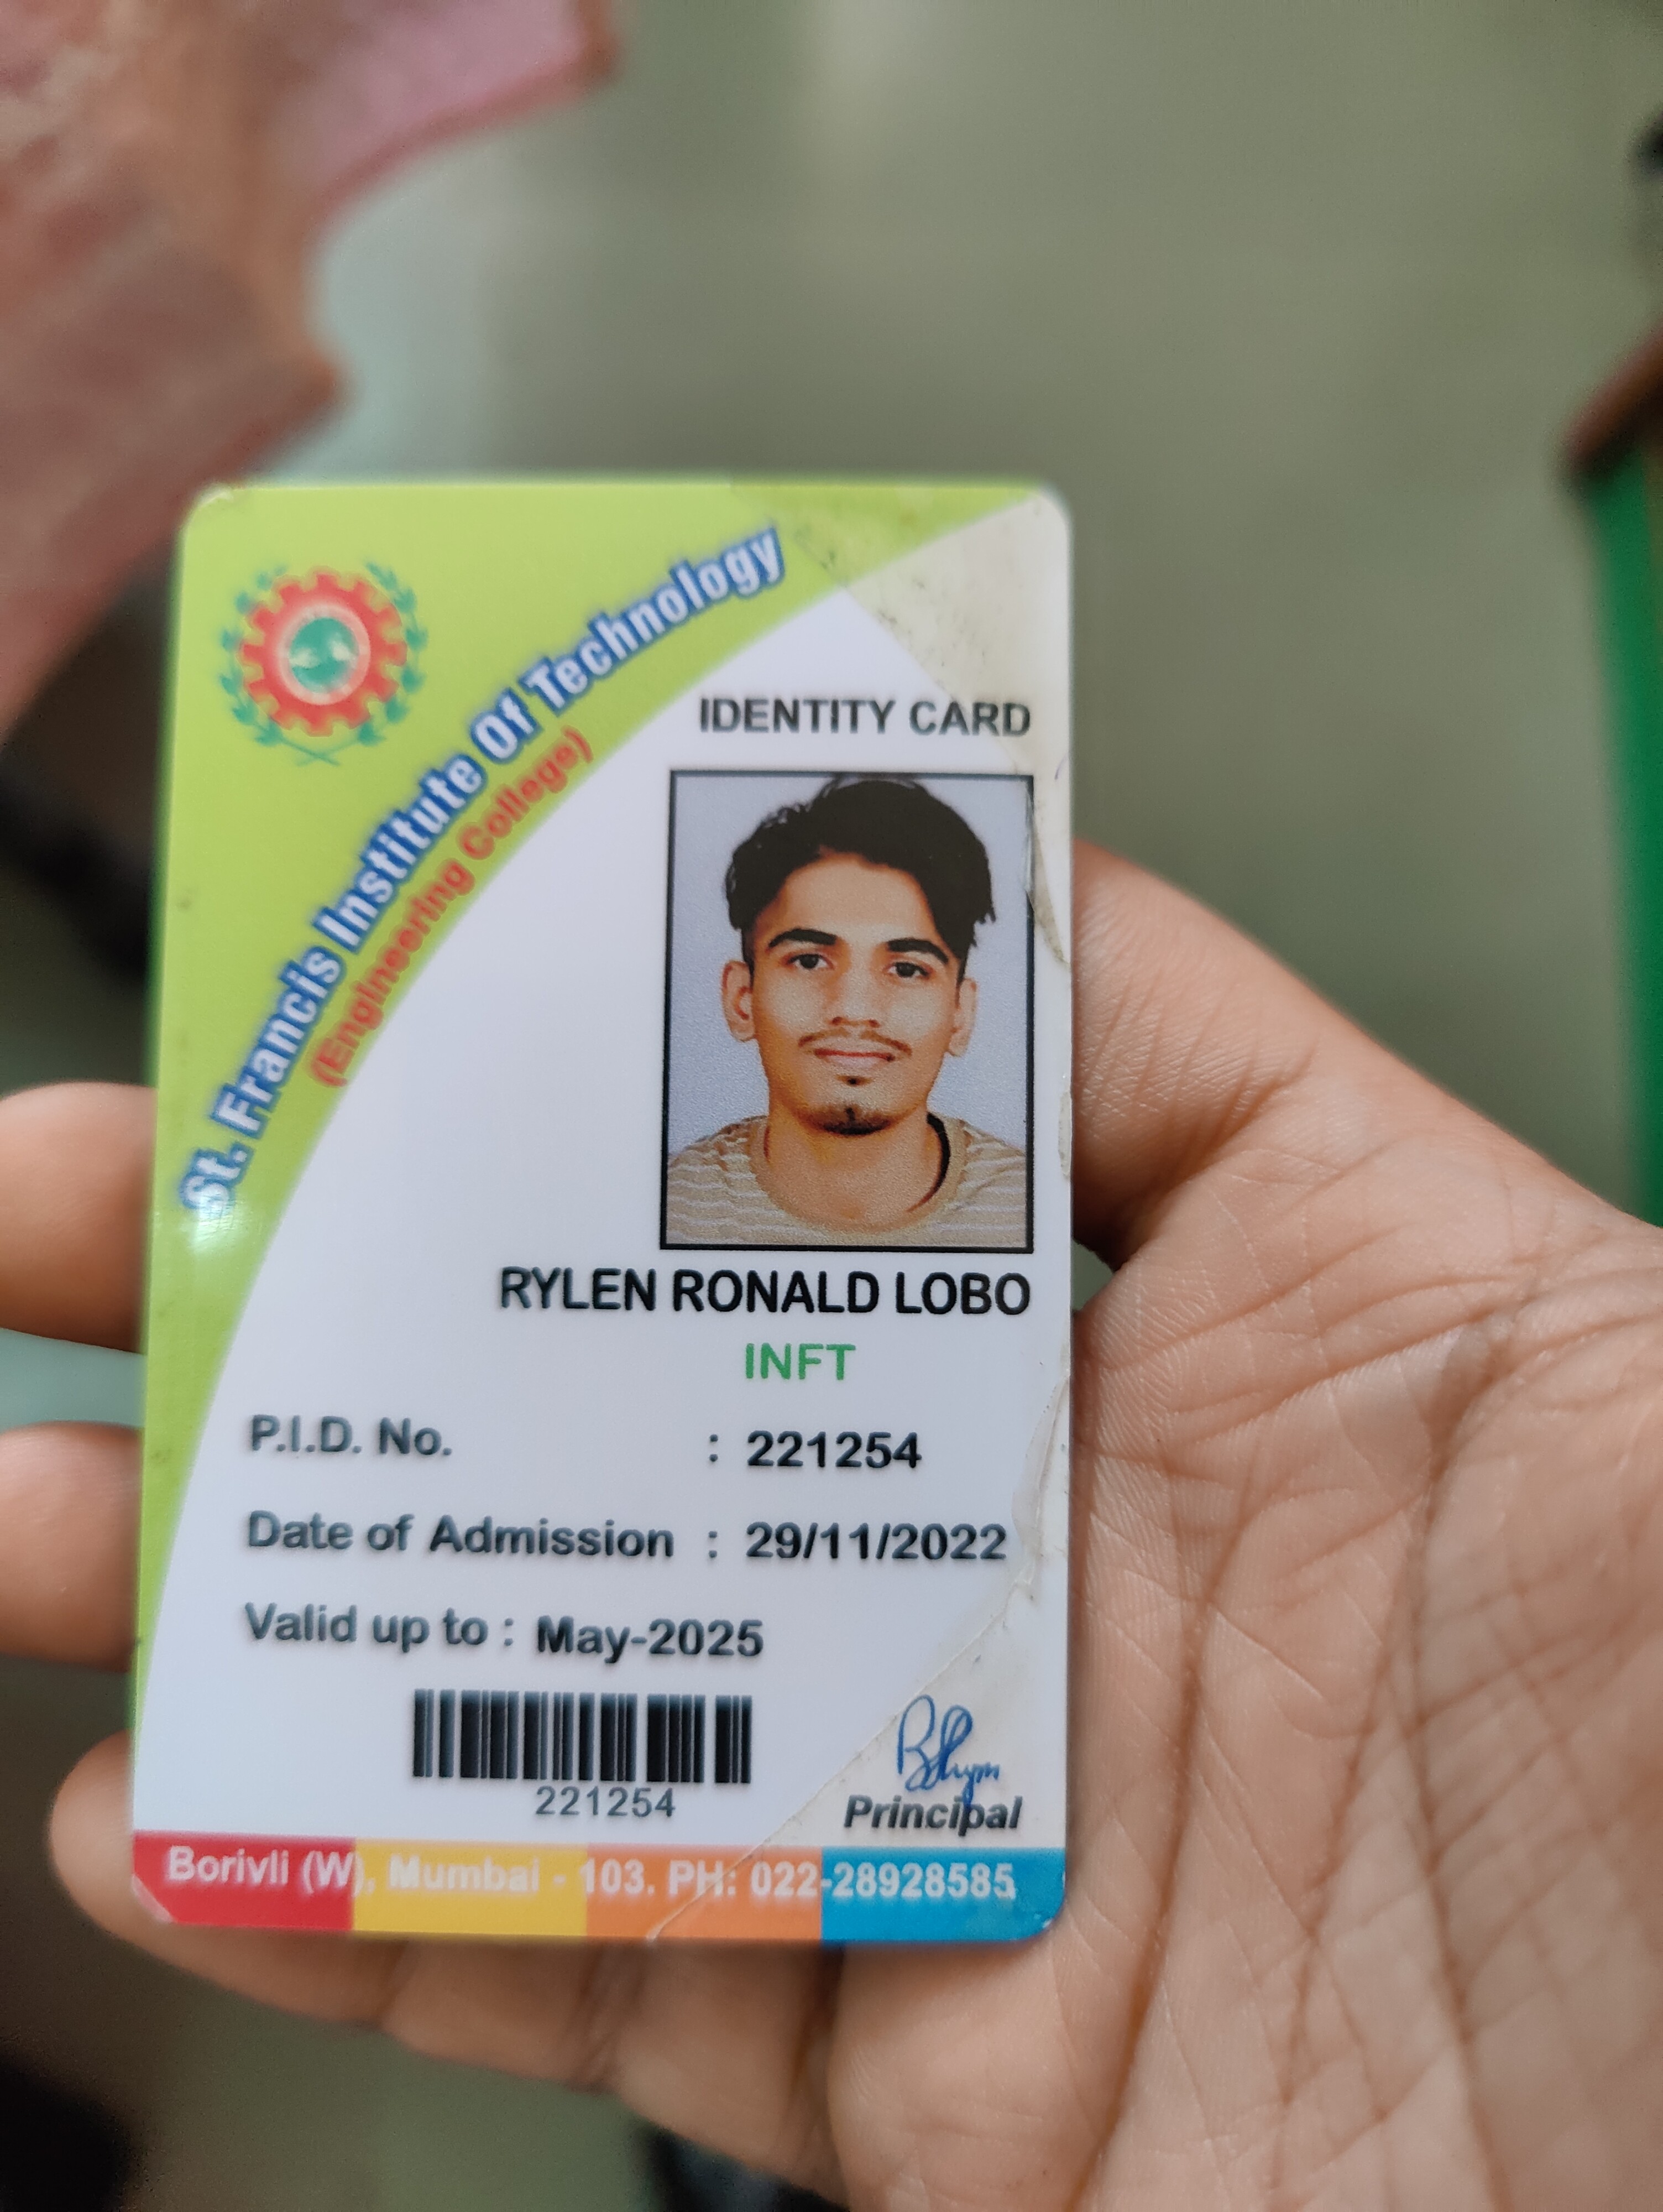 St. Francis Institute Of Technology
(Engineering College)
IDENTITY CARD
RYLEN RONALD LOBO
INFT
P.I.D. No. : 221254
Date of Admission : 29/11/2022
Valid up to : May-2025
221254
Principal
Borivli (W), Mumbai - 103. PH: 022-28928585